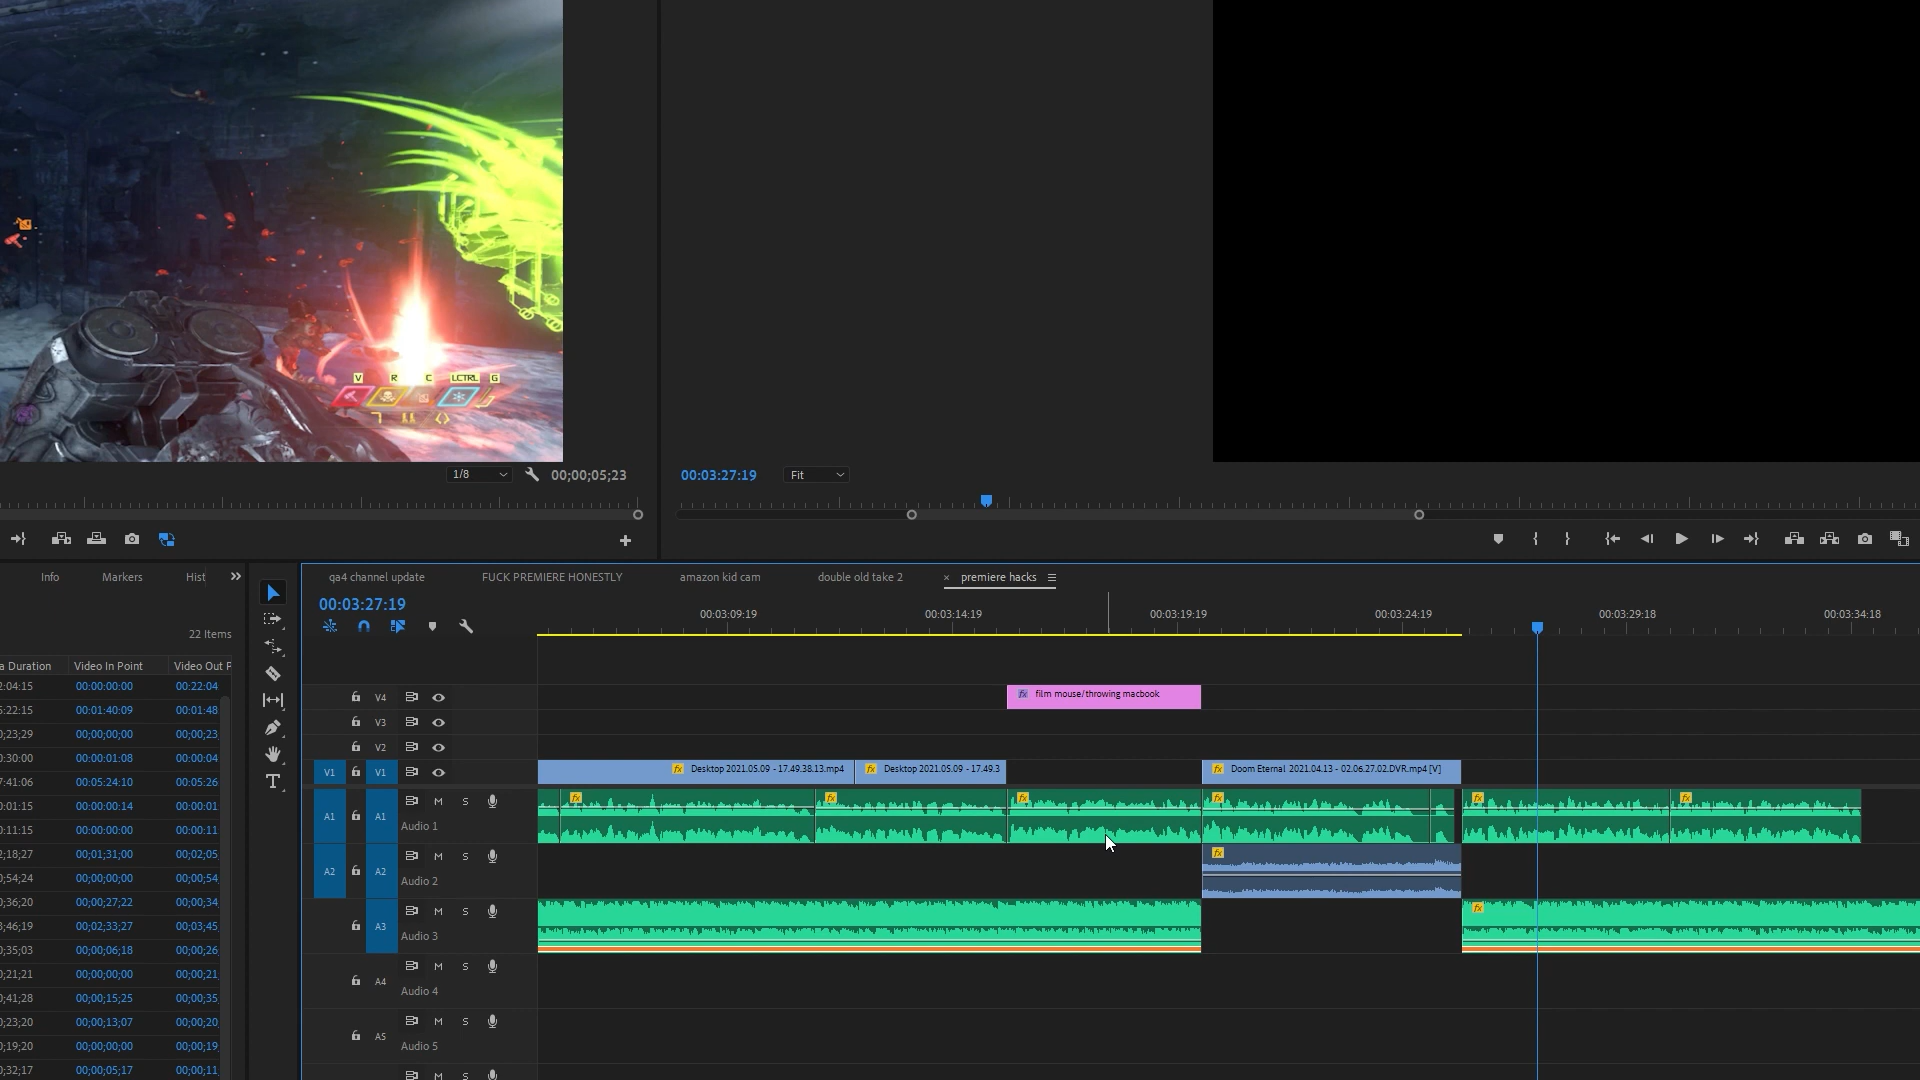 V R C LCTRL G
1/8 00;00;05;23
00:03:27:19 Fit
Info Markers Hist
qa4 channel update FUCK PREMIERE HONESTLY amazon kid cam double old take 2 × premiere hacks
00:03:27:19
00:03:09:19 00:03:14:19 00:03:19:19 00:03:24:19 00:03:29:18 00:03:34:18
22 Items
a Duration Video In Point Video Out P
2:04:15 00:00:00:00 00:22:04
5:22:15 00:01:40:09 00:01:48
0;23;29 00;00;00;00 00;00;23
0:30:00 00:00:01:08 00:00:04
7:41:06 00:05:24:10 00:05:26
0:01:15 00:00:00:14 00:00:01
0:11:15 00:00:00:00 00:00:11
2;18;27 00;01;31;00 00;02;05
0;54;24 00;00;00;00 00;00;54
0;36;20 00;00;27;22 00;00;34
3;46;19 00;02;33;27 00;03;45
0;35;03 00;00;06;18 00;00;26
0;21;21 00;00;00;00 00;00;21
0;41;28 00;00;15;25 00;00;35
0;23;20 00;00;13;07 00;00;20
0;19;20 00;00;00;00 00;00;19
0;32;17 00;00;05;17 00;00;11
V4 fx film mouse/throwing macbook
V3
V2
V1 V1 fx Desktop 2021.05.09 - 17.49.38.13.mp4 fx Desktop 2021.05.09 - 17.49.3 fx Doom Eternal 2021.04.13 - 02.06.27.02.DVR.mp4 [V]
A1 A1 M S fx fx fx fx fx fx
Audio 1
A2 A2 M S fx
Audio 2
A3 M S fx
Audio 3
A4 M S
Audio 4
A5 M S
Audio 5
M S